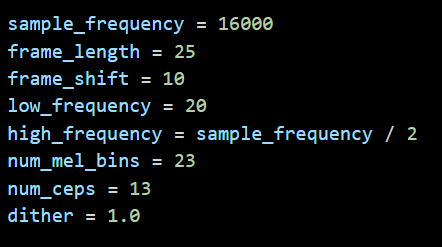 sample_frequency = 16000
frame_length = 25
frame_shift = 10
low_frequency = 20
high_frequency = sample_frequency / 2
num_mel_bins = 23
num_ceps = 13
dither = 1.0